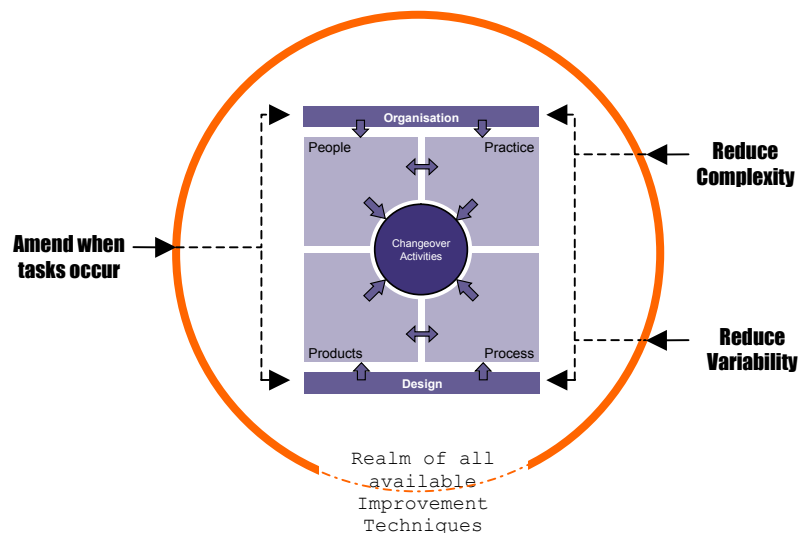 Organisation
People
Practice
Reduce
Complexity
Changeover
Activities
Amend when
tasks occur
Reduce
Variability
Products
Process
Design
Realm of all
available
Improvement
Techniques